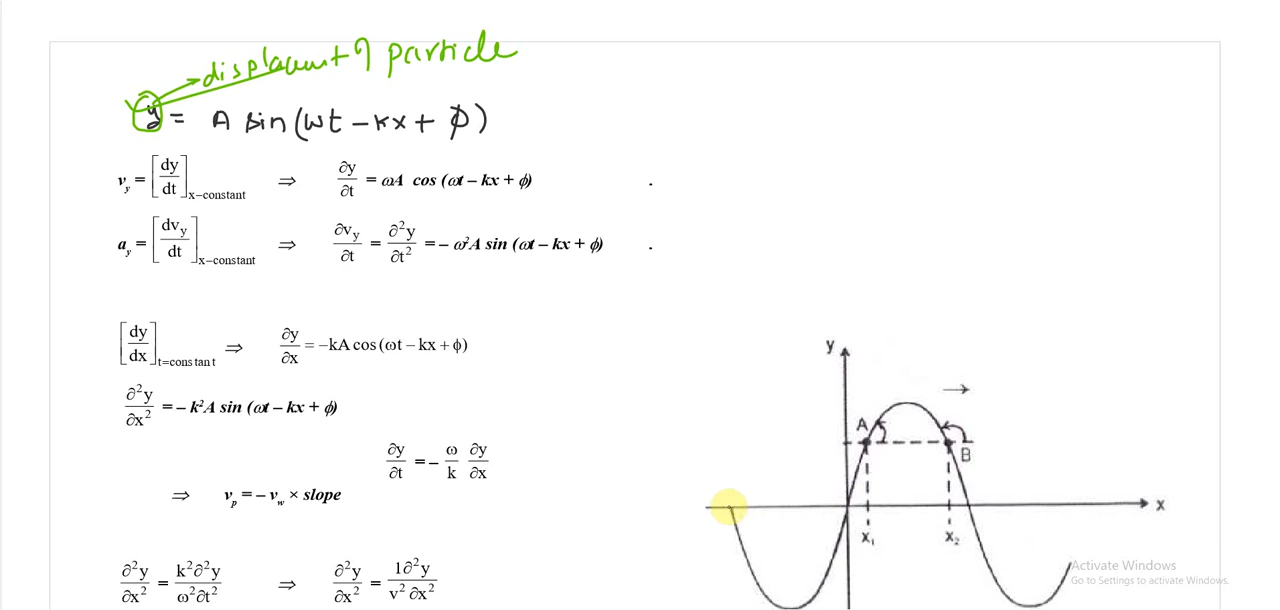 displacemnt of particle
y = A sin(ωt − kx + ϕ)
v_y = [dy/dt]_x–constant ⇒ ∂y/∂t = ωA cos (ωt – kx + ϕ) .
a_y = [dv_y/dt]_x–constant ⇒ ∂v_y/∂t = ∂²y/∂t² = – ω²A sin (ωt – kx + ϕ) .
[dy/dx]_t=constant ⇒ ∂y/∂x = –kA cos (ωt – kx + ϕ)
∂²y/∂x² = – k²A sin (ωt – kx + ϕ)
∂y/∂t = – ω/k ∂y/∂x
⇒ v_p = – v_w × slope
∂²y/∂x² = k²∂²y/ω²∂t² ⇒ ∂²y/∂x² = 1∂²y/v²∂x²
y
A
B
x
x₁
x₂
Activate Windows
Go to Settings to activate Windows.